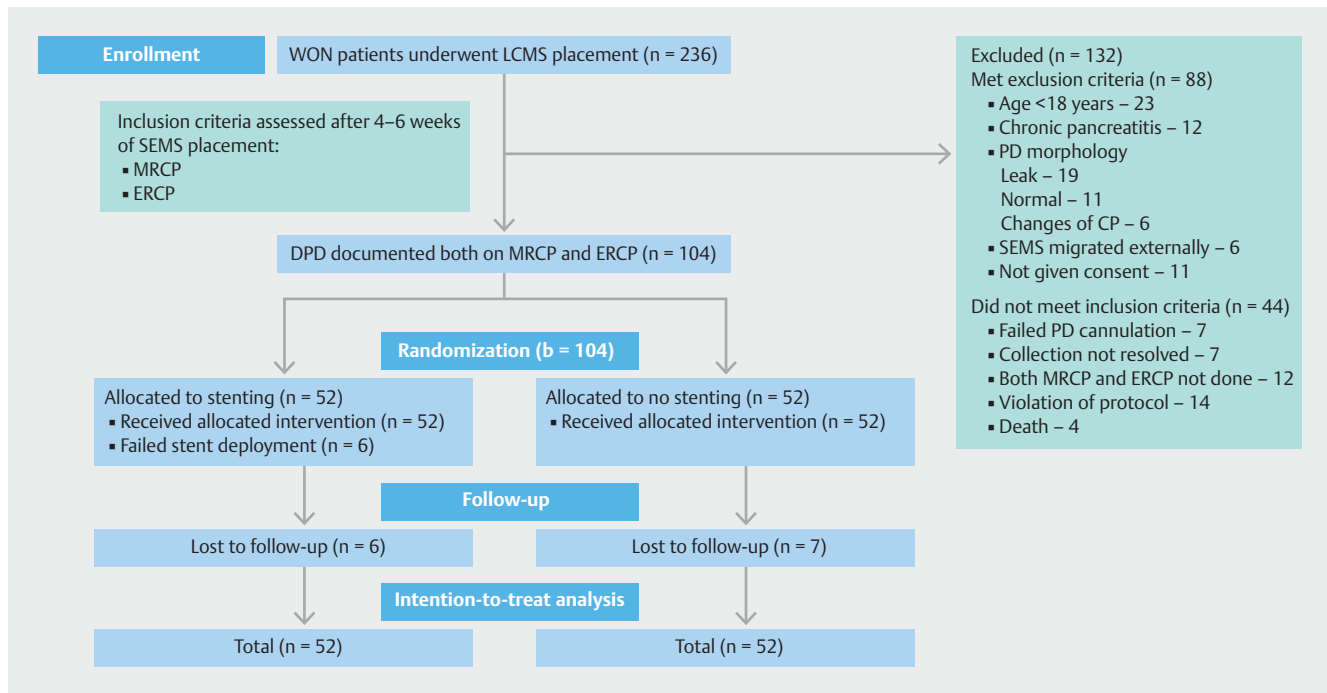 Enrollment
WON patients underwent LCMS placement (n = 236)
Inclusion criteria assessed after 4–6 weeks
of SEMS placement:
▪ MRCP
▪ ERCP
Excluded (n = 132)
Met exclusion criteria (n = 88)
▪ Age <18 years – 23
▪ Chronic pancreatitis – 12
▪ PD morphology
Leak – 19
Normal – 11
Changes of CP – 6
▪ SEMS migrated externally – 6
▪ Not given consent – 11
Did not meet inclusion criteria (n = 44)
▪ Failed PD cannulation – 7
▪ Collection not resolved – 7
▪ Both MRCP and ERCP not done – 12
▪ Violation of protocol – 14
▪ Death – 4
DPD documented both on MRCP and ERCP (n = 104)
Randomization (b = 104)
Allocated to stenting (n = 52)
▪ Received allocated intervention (n = 52)
▪ Failed stent deployment (n = 6)
Allocated to no stenting (n = 52)
▪ Received allocated intervention (n = 52)
Follow-up
Lost to follow-up (n = 6)
Lost to follow-up (n = 7)
Intention-to-treat analysis
Total (n = 52)
Total (n = 52)